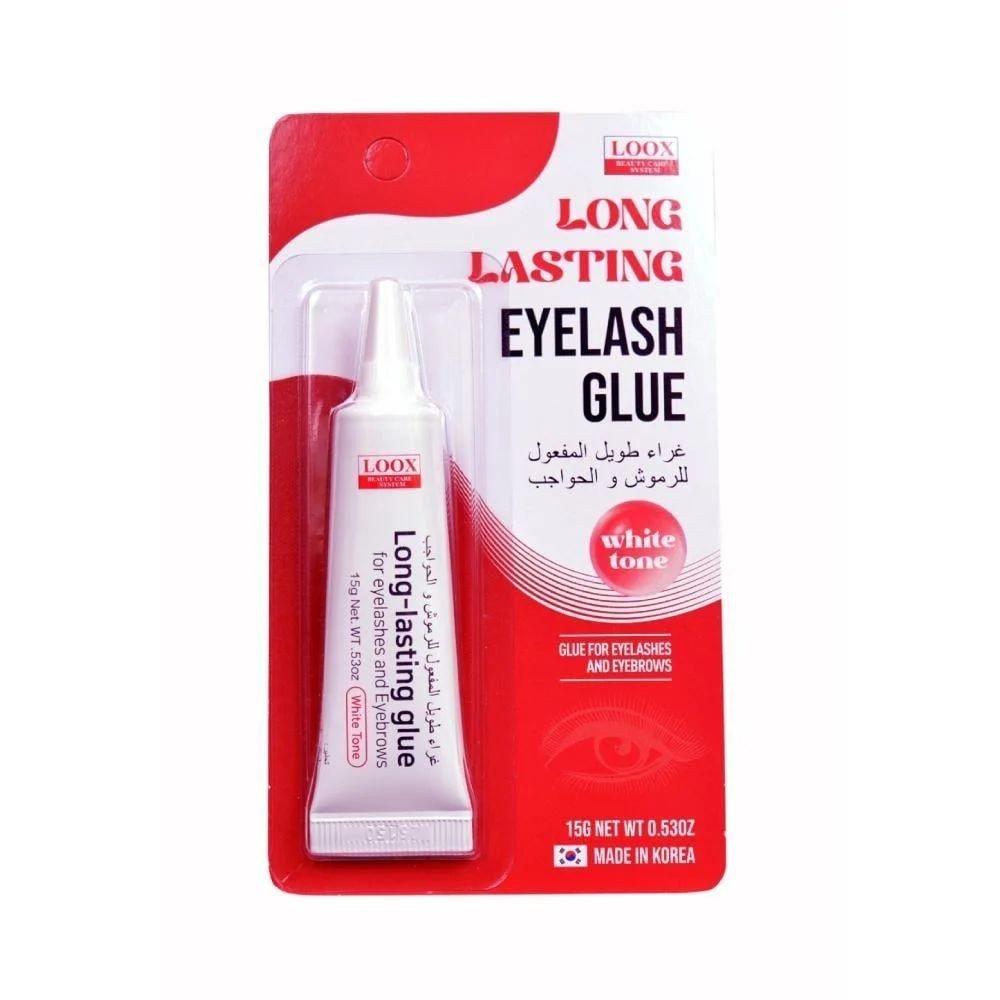 LOOX
BEAUTY CARE
SYSTEM
LONG
LASTING
EYELASH
GLUE
غراء طويل المفعول
للرموش و الحواجب
white
tone
GLUE FOR EYELASHES
AND EYEBROWS
15G NET WT 0.53OZ
MADE IN KOREA
LOOX
BEAUTY CARE
SYSTEM
غراء طويل المفعول للرموش و الحواجب
Long-lasting glue
for eyelashes and Eyebrows
15g Net. WT .53oz White Tone